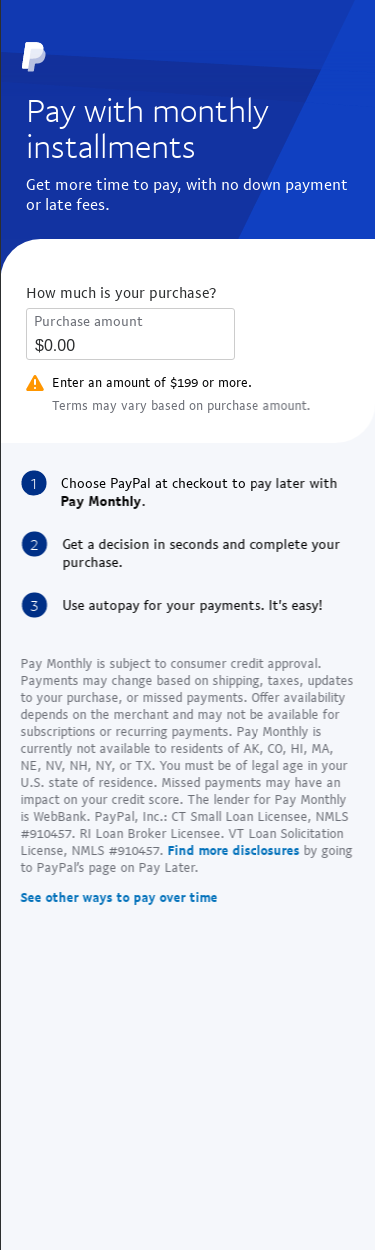 Pay with monthly
installments
Get more time to pay, with no down payment
or late fees.
How much is your purchase?
Purchase amount
$0.00
Enter an amount of $199 or more.
Terms may vary based on purchase amount.
1 Choose PayPal at checkout to pay later with
Pay Monthly.
2 Get a decision in seconds and complete your
purchase.
3 Use autopay for your payments. It's easy!
Pay Monthly is subject to consumer credit approval.
Payments may change based on shipping, taxes, updates
to your purchase, or missed payments. Offer availability
depends on the merchant and may not be available for
subscriptions or recurring payments. Pay Monthly is
currently not available to residents of AK, CO, HI, MA,
NE, NV, NH, NY, or TX. You must be of legal age in your
U.S. state of residence. Missed payments may have an
impact on your credit score. The lender for Pay Monthly
is WebBank. PayPal, Inc.: CT Small Loan Licensee, NMLS
#910457. RI Loan Broker Licensee. VT Loan Solicitation
License, NMLS #910457. Find more disclosures by going
to PayPal's page on Pay Later.
See other ways to pay over time